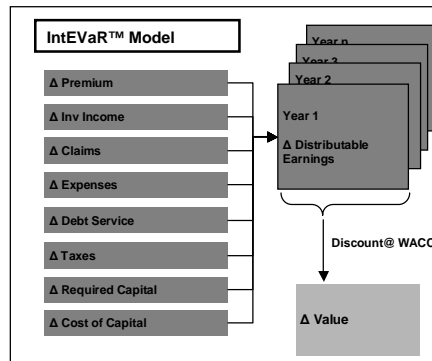 IntEVaR™ Model
Δ Premium
Δ Inv Income
Δ Claims
Δ Expenses
Δ Debt Service
Δ Taxes
Δ Required Capital
Δ Cost of Capital
Year n
Year 3
Year 2
Year 1
Δ Distributable
Earnings
Discount@ WACC
Δ Value